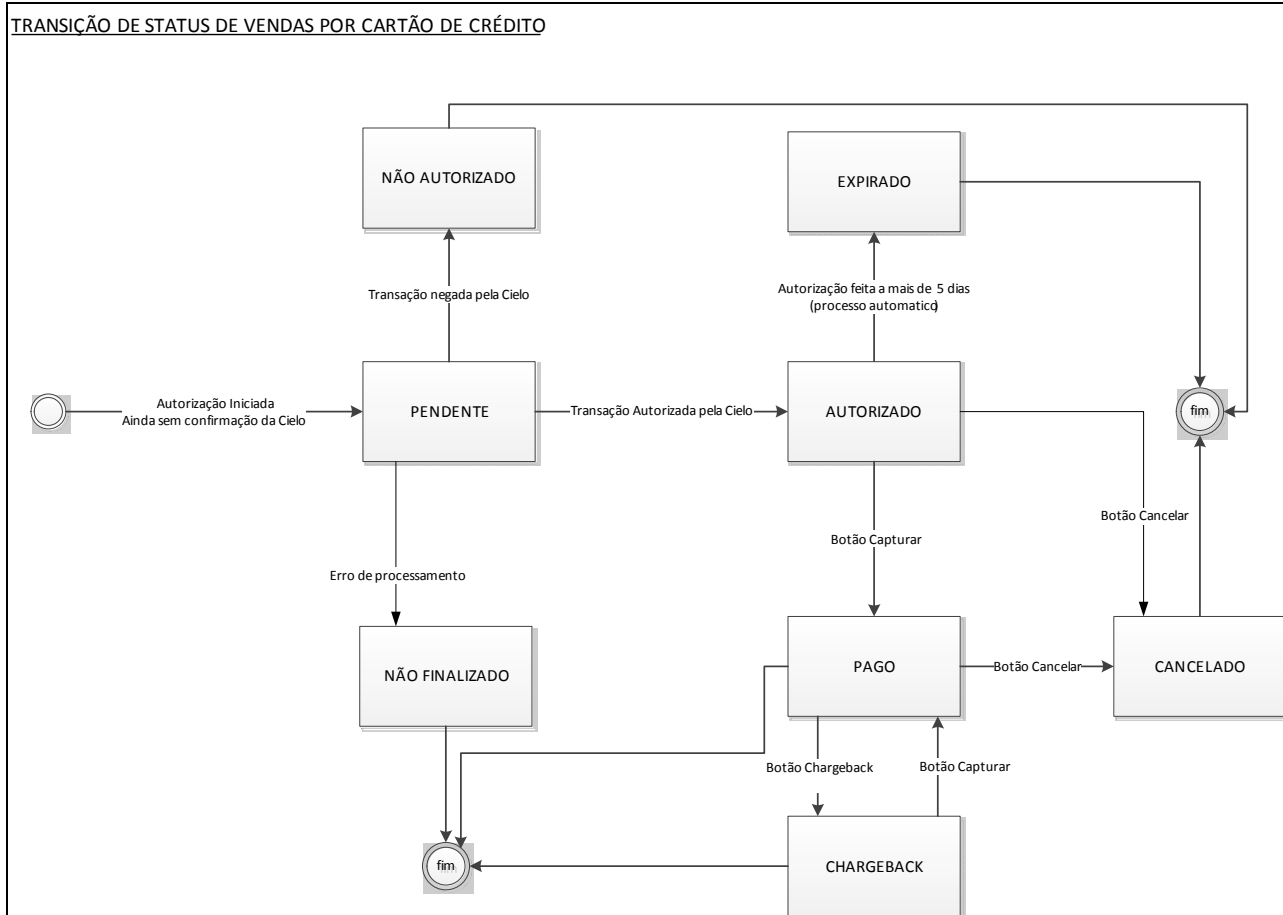 TRANSIÇÃO DE STATUS DE VENDAS POR CARTÃO DE CRÉDITO
NÃO AUTORIZADO
EXPIRADO
Transação negada pela Cielo
Autorização feita a mais de 5 dias
(processo automatico)
Autorização Iniciada
Ainda sem confirmação da Cielo
PENDENTE
Transação Autorizada pela Cielo
AUTORIZADO
fim
Botão Cancelar
Botão Capturar
Erro de processamento
NÃO FINALIZADO
PAGO
Botão Cancelar
CANCELADO
Botão Chargeback
Botão Capturar
fim
CHARGEBACK